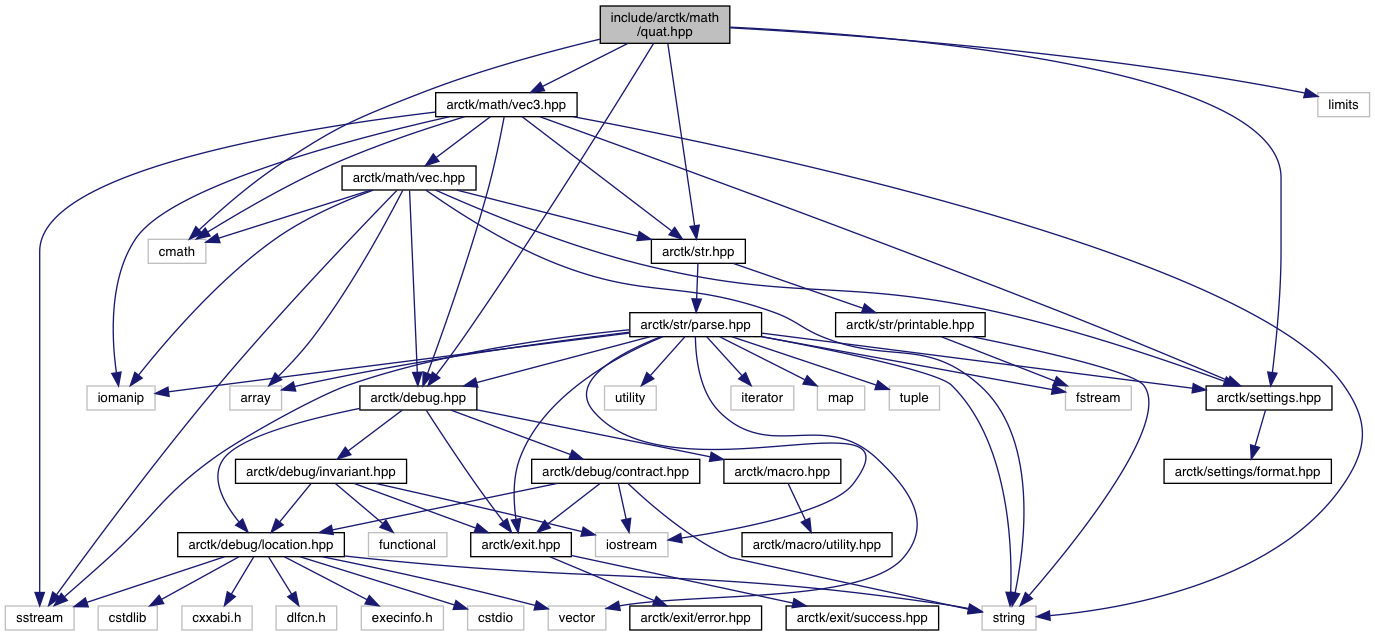 include/arctk/math
/quat.hpp
arctk/math/vec3.hpp
limits
arctk/math/vec.hpp
cmath
arctk/str.hpp
arctk/str/parse.hpp
arctk/str/printable.hpp
iomanip
array
arctk/debug.hpp
utility
iterator
map
tuple
fstream
arctk/settings.hpp
arctk/debug/invariant.hpp
arctk/debug/contract.hpp
arctk/macro.hpp
arctk/settings/format.hpp
arctk/debug/location.hpp
functional
arctk/exit.hpp
iostream
arctk/macro/utility.hpp
sstream
cstdlib
cxxabi.h
dlfcn.h
execinfo.h
cstdio
vector
arctk/exit/error.hpp
arctk/exit/success.hpp
string